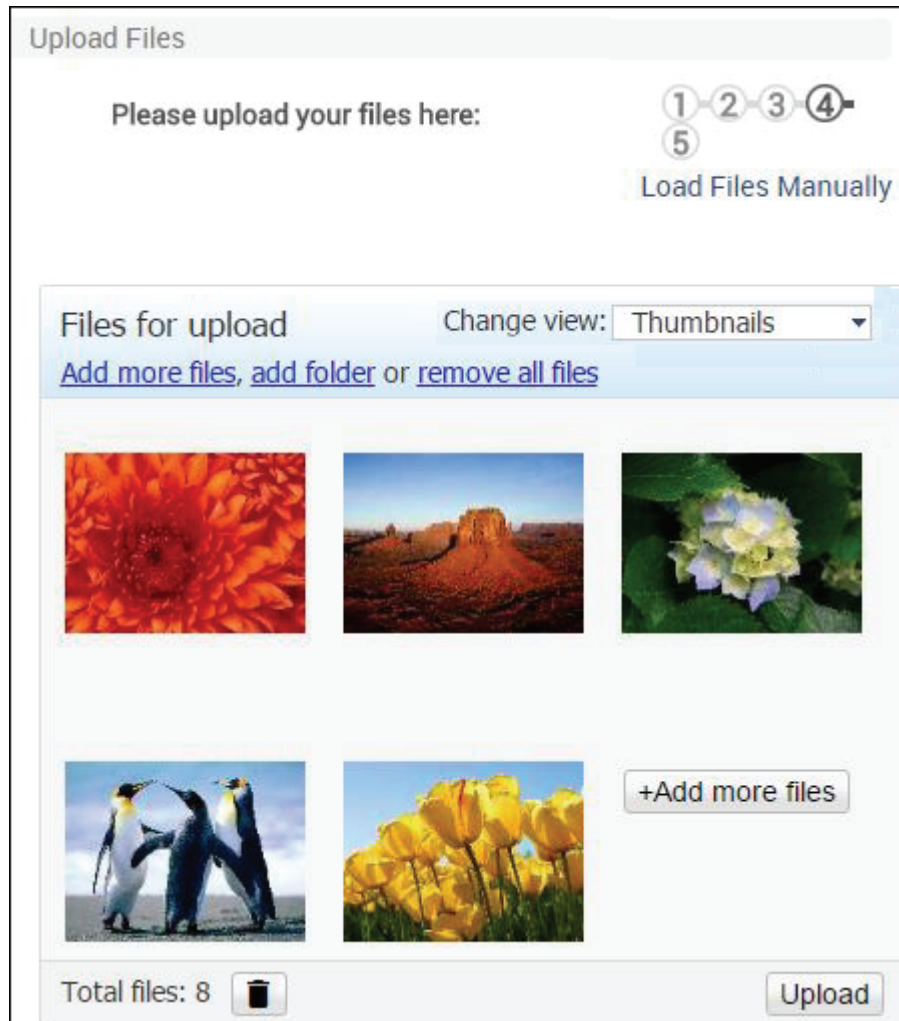 Upload Files
Please upload your files here:
1 2 3 4
5
Load Files Manually
Files for upload
Change view: Thumbnails
Add more files, add folder or remove all files
+Add more files
Total files: 8
Upload